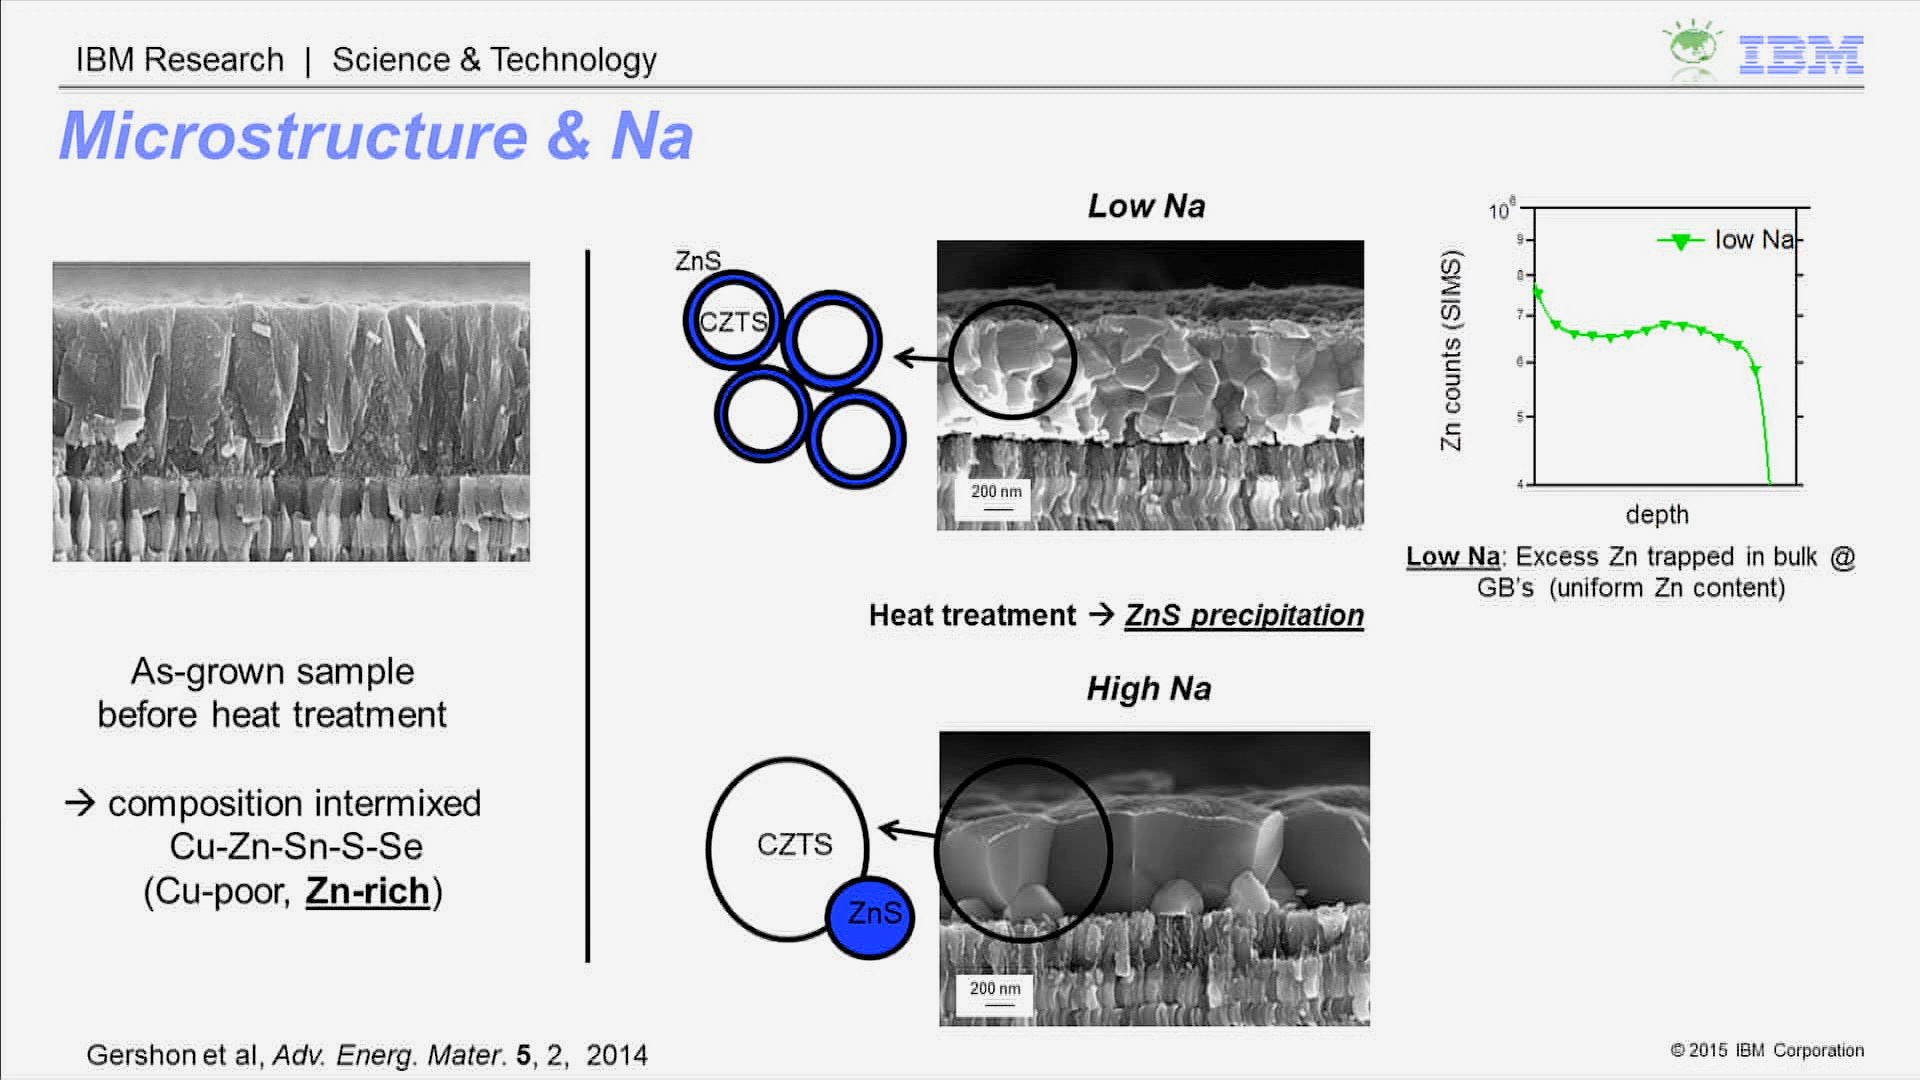 IBM Research | Science & Technology
IBM
Microstructure & Na
As-grown sample
before heat treatment
→ composition intermixed
Cu-Zn-Sn-S-Se
(Cu-poor, Zn-rich)
Low Na
ZnS
CZTS
200 nm
Heat treatment → ZnS precipitation
High Na
CZTS
ZnS
200 nm
10⁶
9
8
7
6
5
4
low Na
Zn counts (SIMS)
depth
Low Na: Excess Zn trapped in bulk @
GB's (uniform Zn content)
Gershon et al, Adv. Energ. Mater. 5, 2, 2014
© 2015 IBM Corporation